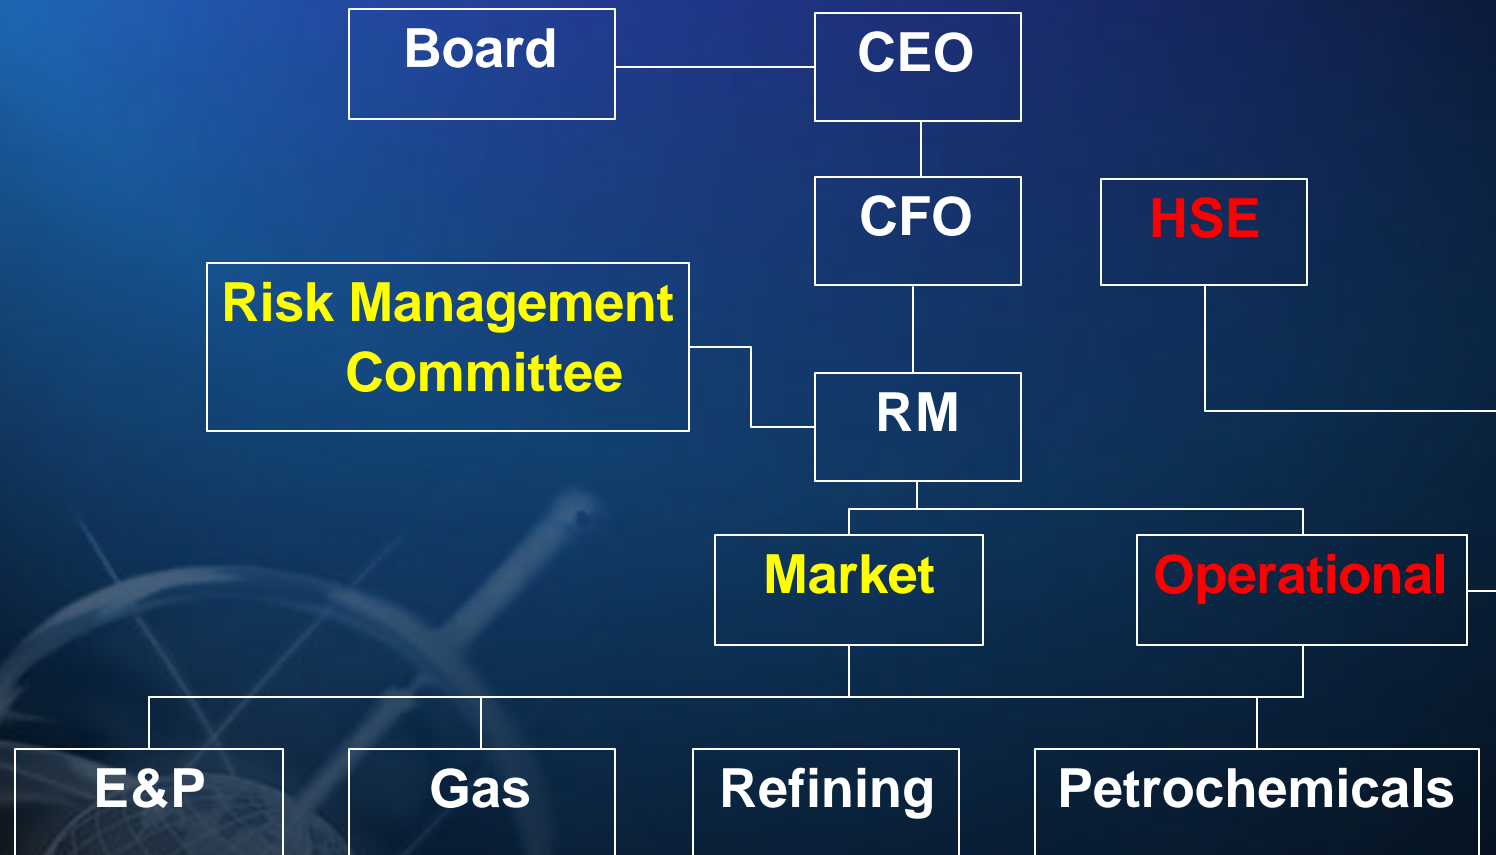 Board
CEO
CFO
HSE
Risk Management
Committee
RM
Market
Operational
E&P
Gas
Refining
Petrochemicals